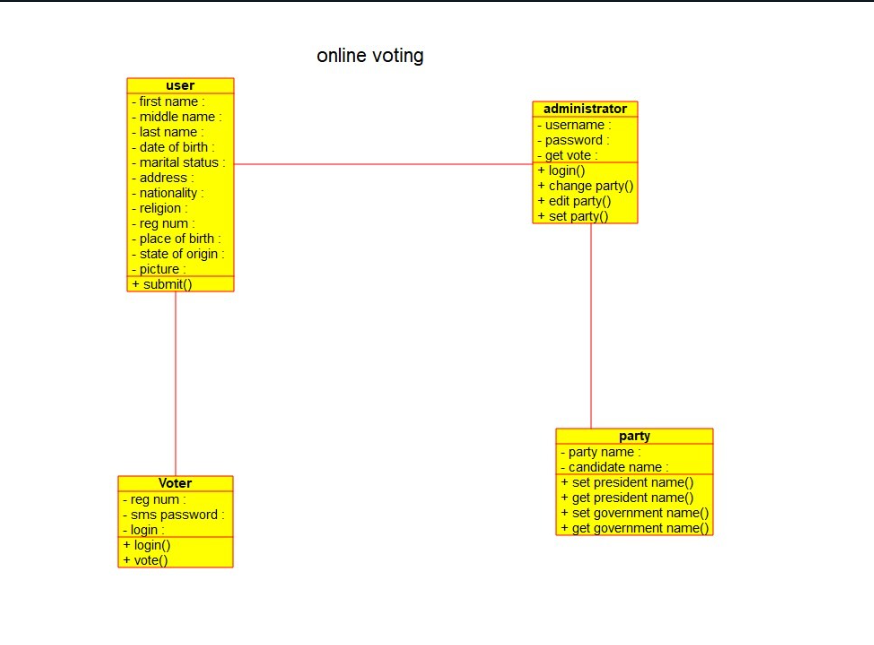 online voting
user
- first name :
- middle name :
- last name :
- date of birth :
- marital status :
- address :
- nationality :
- religion :
- reg num :
- place of birth :
- state of origin :
- picture :
+ submit()
administrator
- username :
- password :
- get vote :
+ login()
+ change party()
+ edit party()
+ set party()
Voter
- reg num :
- sms password :
- login :
+ login()
+ vote()
party
- party name :
- candidate name :
+ set president name()
+ get president name()
+ set government name()
+ get government name()